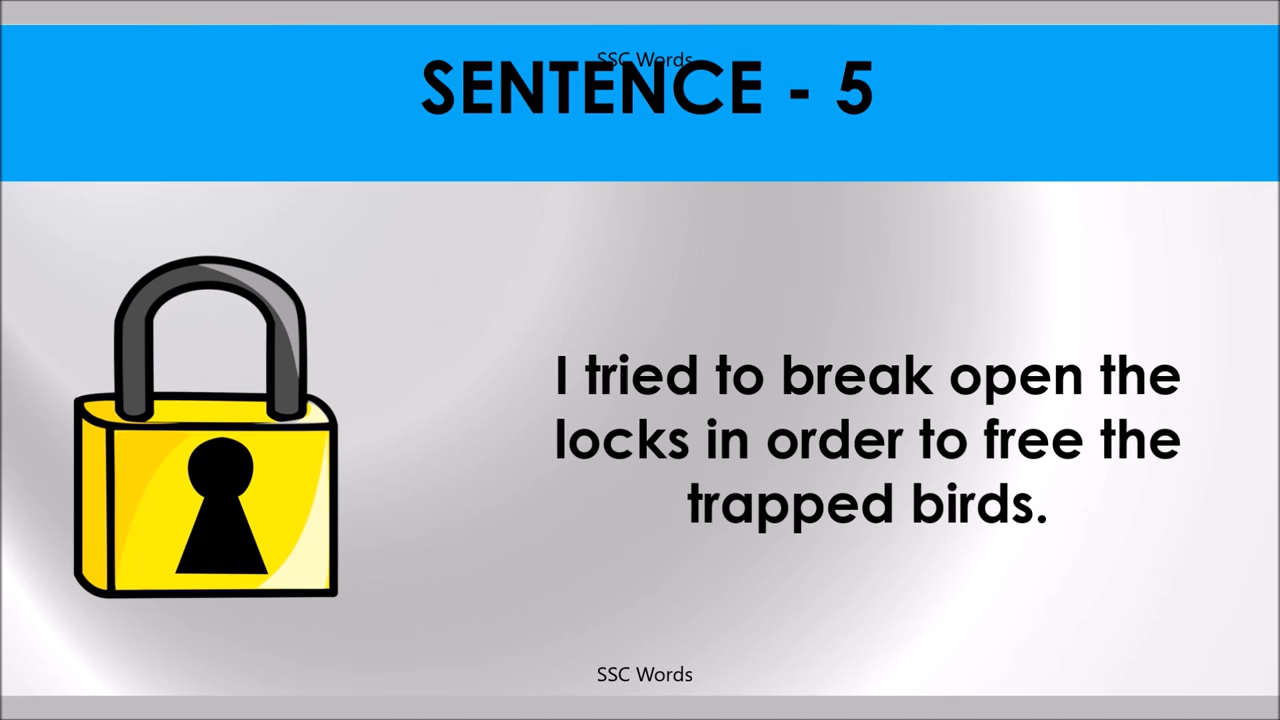 SSC Words
SENTENCE - 5
I tried to break open the
locks in order to free the
trapped birds.
SSC Words